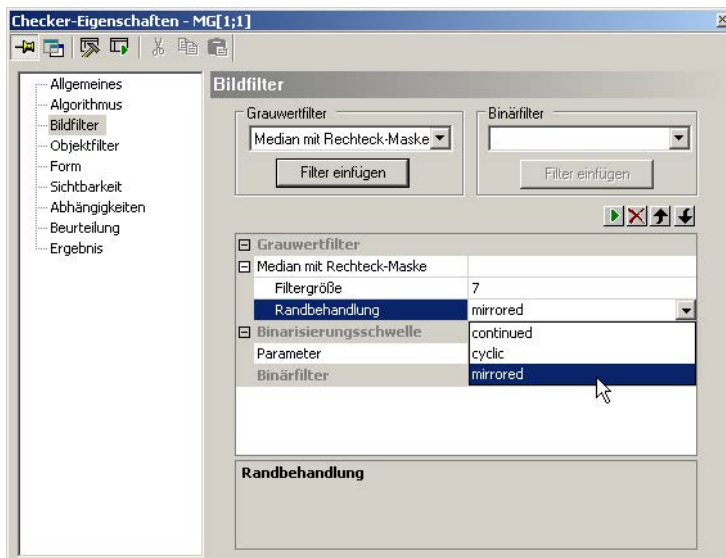 Checker-Eigenschaften - MG[1;1]
Allgemeines
Algorithmus
Bildfilter
Objektfilter
Form
Sichtbarkeit
Abhängigkeiten
Beurteilung
Ergebnis
Bildfilter
Grauwertfilter
Median mit Rechteck-Maske
Filter einfügen
Binärfilter
Filter einfügen
Grauwertfilter
Median mit Rechteck-Maske
Filtergröße 7
Randbehandlung mirrored
Binarisierungsschwelle
Parameter
Binärfilter
continued
cyclic
mirrored
Randbehandlung